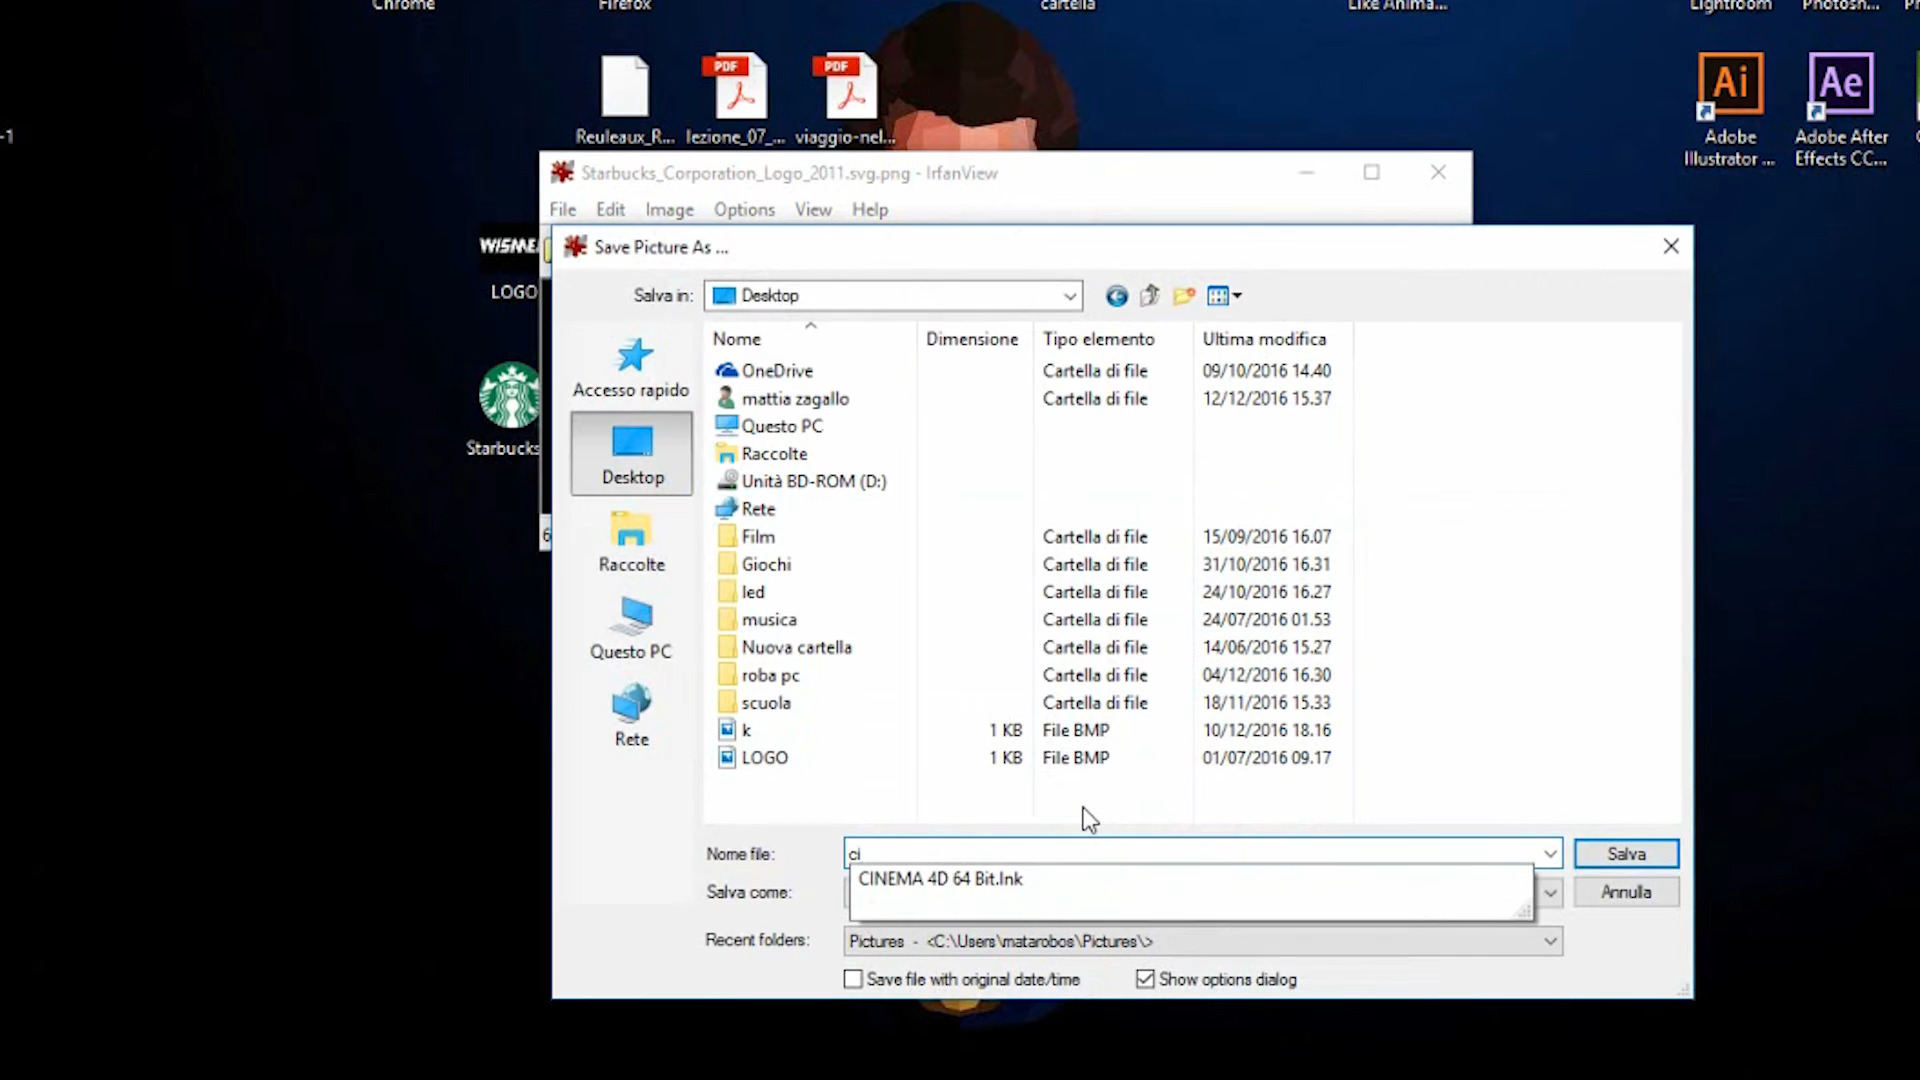 Chrome
Firefox
cartella
Like Anima...
Lightroom
Photosh...
PDF
PDF
Ai
Ae
-1
Reuleaux_R...
lezione_07_...
viaggio-nel...
Adobe
Illustrator ...
Adobe After
Effects CC...
Starbucks_Corporation_Logo_2011.svg.png - IrfanView
File Edit Image Options View Help
WISME
LOGO
Starbucks
Save Picture As ...
Salva in: Desktop
Accesso rapido
Desktop
Raccolte
Questo PC
Rete
Nome Dimensione Tipo elemento Ultima modifica
OneDrive Cartella di file 09/10/2016 14.40
mattia zagallo Cartella di file 12/12/2016 15.37
Questo PC
Raccolte
Unità BD-ROM (D:)
Rete
Film Cartella di file 15/09/2016 16.07
Giochi Cartella di file 31/10/2016 16.31
led Cartella di file 24/10/2016 16.27
musica Cartella di file 24/07/2016 01.53
Nuova cartella Cartella di file 14/06/2016 15.27
roba pc Cartella di file 04/12/2016 16.30
scuola Cartella di file 18/11/2016 15.33
k 1 KB File BMP 10/12/2016 18.16
LOGO 1 KB File BMP 01/07/2016 09.17
Nome file: ci Salva
CINEMA 4D 64 Bit.lnk
Salva come: Annulla
Recent folders: Pictures - <C:\Users\matarobos\Pictures\>
Save file with original date/time Show options dialog